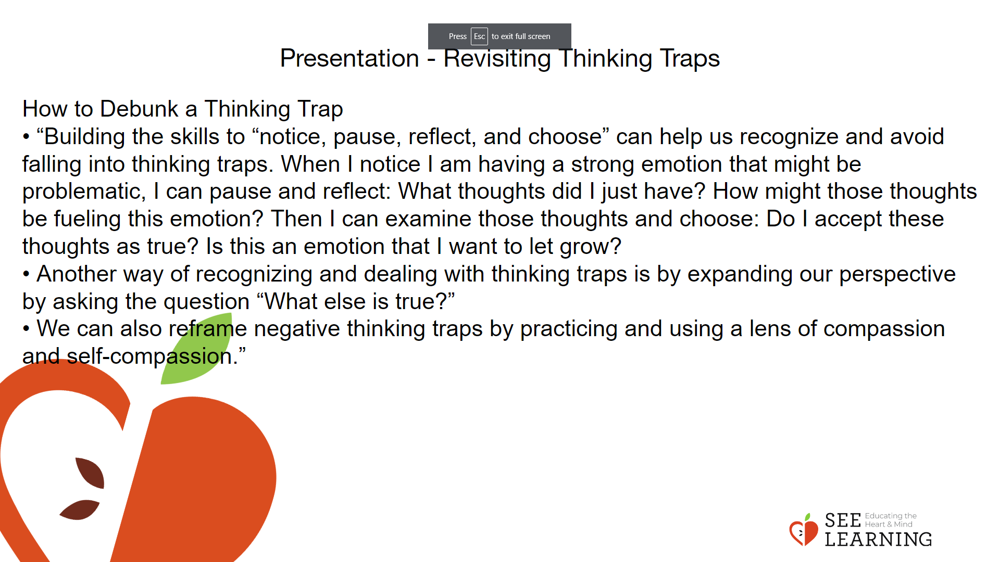 Press Esc to exit full screen
Presentation - Revisiting Thinking Traps
How to Debunk a Thinking Trap
• “Building the skills to “notice, pause, reflect, and choose” can help us recognize and avoid
falling into thinking traps. When I notice I am having a strong emotion that might be
problematic, I can pause and reflect: What thoughts did I just have? How might those thoughts
be fueling this emotion? Then I can examine those thoughts and choose: Do I accept these
thoughts as true? Is this an emotion that I want to let grow?
• Another way of recognizing and dealing with thinking traps is by expanding our perspective
by asking the question “What else is true?”
• We can also reframe negative thinking traps by practicing and using a lens of compassion
and self-compassion.”
SEE
Educating the
Heart & Mind
LEARNING